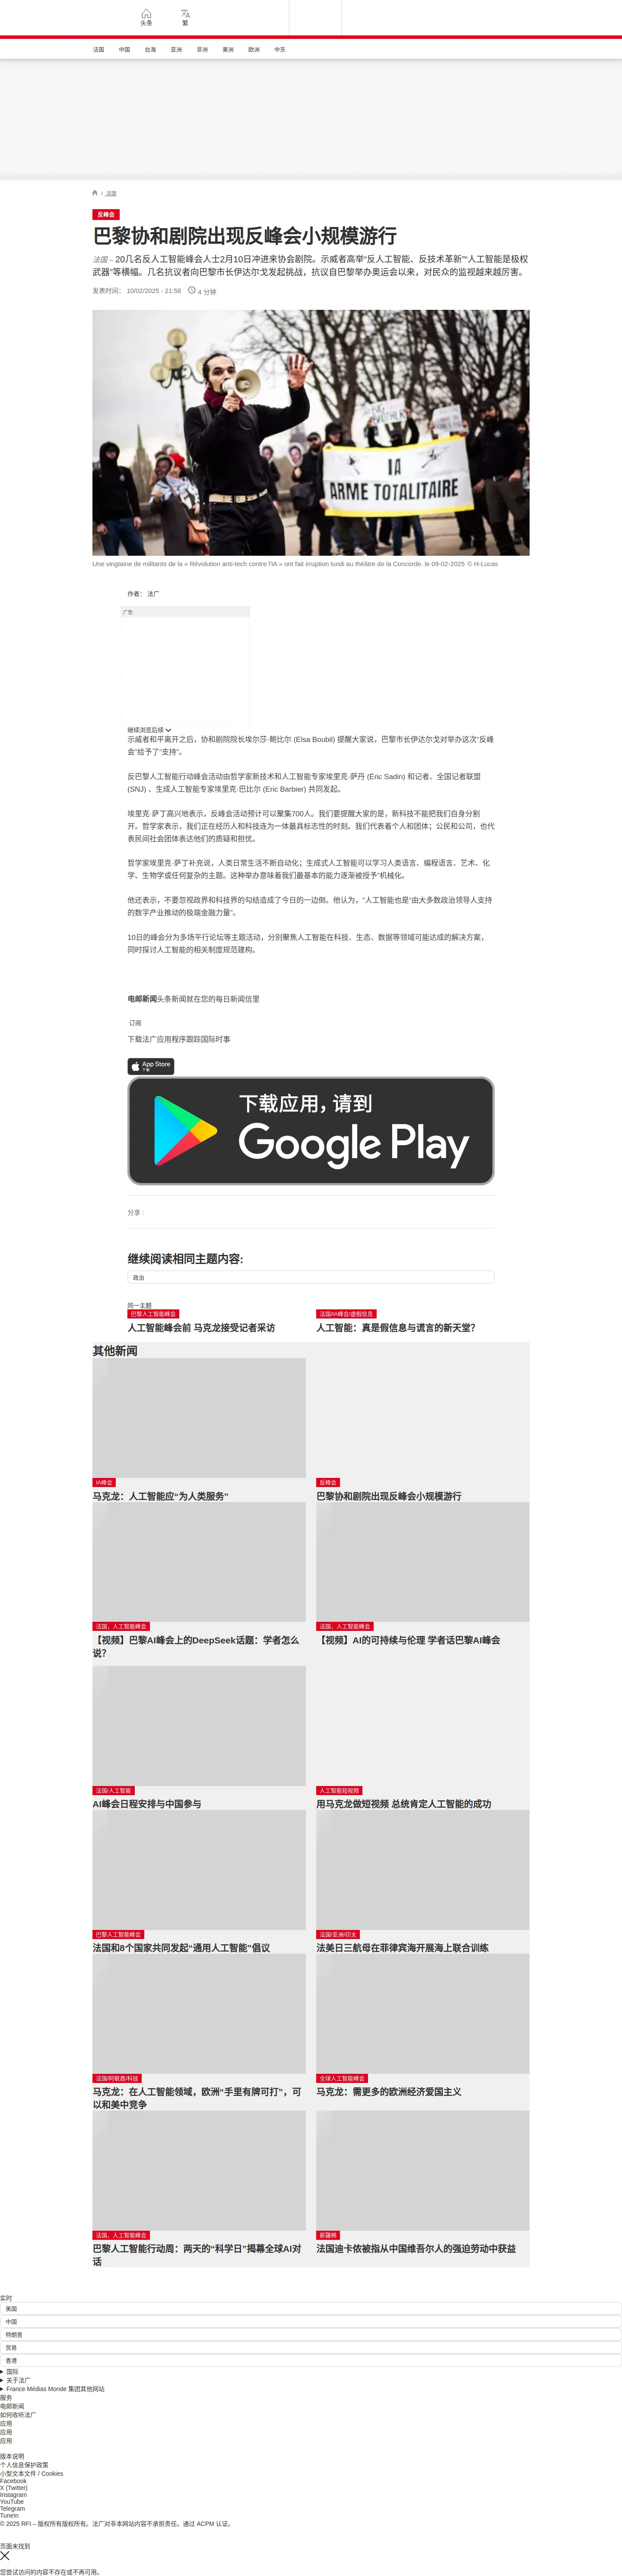 头条
繁
法国
中国
台海
亚洲
非洲
美洲
欧洲
中东
/ 法国
反峰会
巴黎协和剧院出现反峰会小规模游行
法国 – 20几名反人工智能峰会人士2月10日冲进来协会剧院。示威者高举“反人工智能、反技术革新”“人工智能是极权
武器”等横幅。几名抗议者向巴黎市长伊达尔戈发起挑战，抗议自巴黎举办奥运会以来，对民众的监视越来越厉害。
发表时间： 10/02/2025 - 21:58
4 分钟
BIG
BROTHER
IA
ARME TOTALITAIRE
Une vingtaine de militants de la « Révolution anti-tech contre l'IA » ont fait irruption lundi au théâtre de la Concorde. le 09-02-2025 © H-Lucas
作者： 法广
广告
继续浏览后续
示威者和平离开之后，协和剧院院长埃尔莎·鲍比尔 (Elsa Boubil) 提醒大家说，巴黎市长伊达尔戈对举办这次“反峰
会”给予了“支持”。
反巴黎人工智能行动峰会活动由哲学家新技术和人工智能专家埃里克·萨丹 (Éric Sadin) 和记者、全国记者联盟
(SNJ) 、生成人工智能专家埃里克·巴比尔 (Eric Barbier) 共同发起。
埃里克·萨丁高兴地表示，反峰会活动预计可以聚集700人。我们要提醒大家的是，新科技不能把我们自身分割
开。哲学家表示，我们正在经历人和科技连为一体最具标志性的时刻。我们代表着个人和团体；公民和公司，也代
表民间社会团体表达他们的质疑和担忧。
哲学家埃里克·萨丁补充说，人类日常生活不断自动化；生成式人工智可以学习人类语言、编程语言、艺术、化
学、生物学或任何复杂的主题。这种举办意味着我们最基本的能力逐渐被授予“机械化。
他还表示，不要忽视政界和科技界的勾结造成了今日的一边倒。他认为，“人工智能也是“由大多数政治领导人支持
的数字产业推动的极端金融力量”。
10日的峰会分为多场平行论坛等主题活动，分别聚焦人工智能在科技、生态、数据等领域可能达成的解决方案，
同时探讨人工智能的相关制度规范建构。
电邮新闻头条新闻就在您的每日新闻信里
订阅
下载法广应用程序跟踪国际时事
App Store
下载
下载应用，请到
Google Play
分享 :
继续阅读相同主题内容:
政治
同一主题
巴黎人工智能峰会
人工智能峰会前 马克龙接受记者采访
法国/IA峰会/虚假信息
人工智能：真是假信息与谎言的新天堂？
其他新闻
IA峰会
马克龙：人工智能应“为人类服务”
反峰会
巴黎协和剧院出现反峰会小规模游行
法国，人工智能峰会
【视频】巴黎AI峰会上的DeepSeek话题：学者怎么
说？
法国，人工智能峰会
【视频】AI的可持续与伦理 学者话巴黎AI峰会
法国/人工智能
AI峰会日程安排与中国参与
人工智能短视频
用马克龙做短视频 总统肯定人工智能的成功
巴黎人工智能峰会
法国和8个国家共同发起“通用人工智能”倡议
法国/亚洲/印太
法美日三航母在菲律宾海开展海上联合训练
法国/阿联酋/科技
马克龙：在人工智能领域，欧洲“手里有牌可打”，可
以和美中竞争
全球人工智能峰会
马克龙：需更多的欧洲经济爱国主义
法国，人工智能峰会
巴黎人工智能行动周：两天的“科学日”揭幕全球AI对
话
新疆棉
法国迪卡侬被指从中国维吾尔人的强迫劳动中获益
实时
美国
中国
特朗普
贸易
香港
国际
关于法广
France Médias Monde 集团其他网站
服务
电邮新闻
如何收听法广
应用
应用
应用
版本说明
个人信息保护政策
小型文本文件 / Cookies
Facebook
X (Twitter)
Instagram
YouTube
Telegram
TuneIn
© 2025 RFI – 版权所有版权所有。法广对非本网站内容不承担责任。通过 ACPM 认证。
页面未找到
您尝试访问的内容不存在或不再可用。